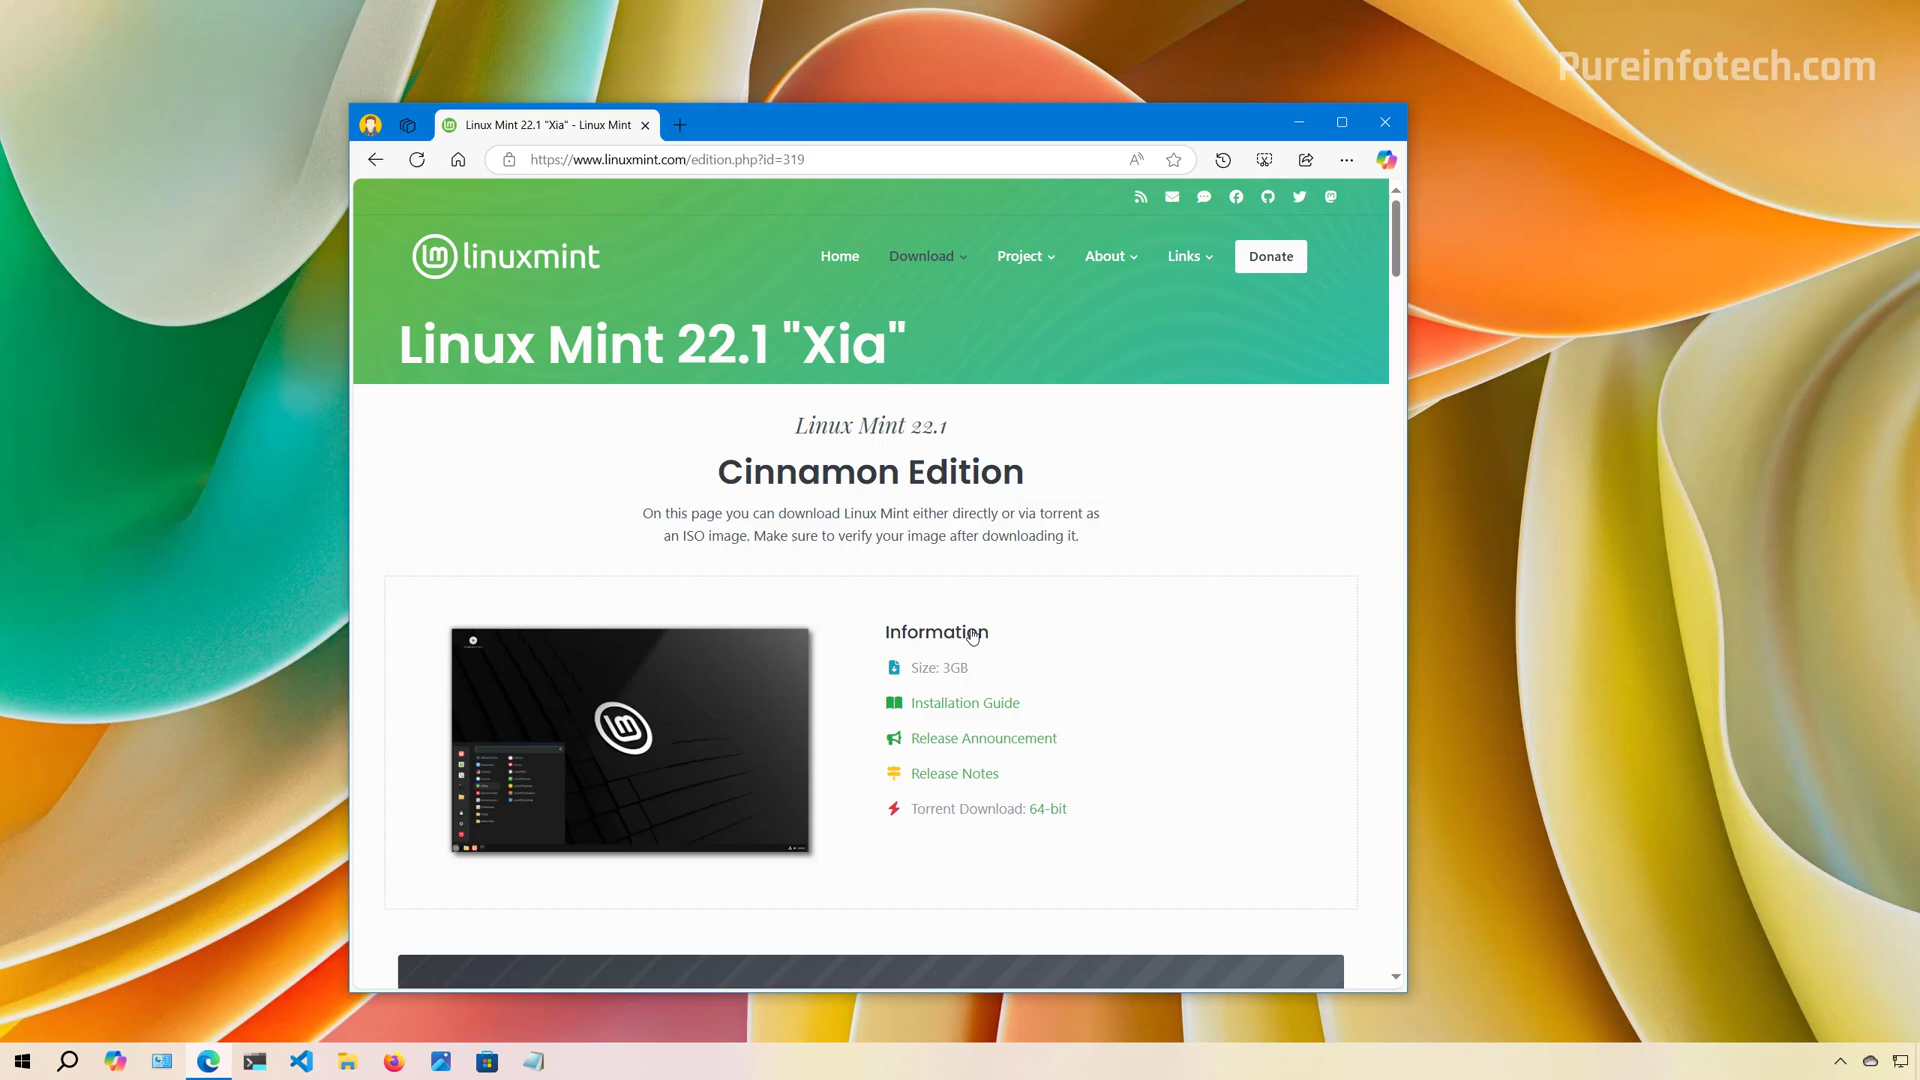 Pureinfotech.com
Linux Mint 22.1 "Xia" - Linux Mint
https://www.linuxmint.com/edition.php?id=319
linuxmint
Home
Download
Project
About
Links
Donate
Linux Mint 22.1 "Xia"
Linux Mint 22.1
Cinnamon Edition
On this page you can download Linux Mint either directly or via torrent as
an ISO image. Make sure to verify your image after downloading it.
Information
Size: 3GB
Installation Guide
Release Announcement
Release Notes
Torrent Download: 64-bit